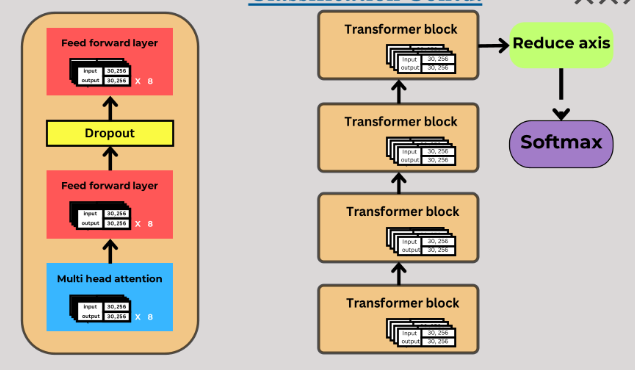 Feed forward layer
input 30,256
output 30,256
X 8
Dropout
Feed forward layer
input 30,256
output 30,256
X 8
Multi head attention
input 30,256
output 30,256
X 8
Transformer block
Input 30,256
output 30,256
Transformer block
Input 30,256
output 30,256
Transformer block
Input 30,256
output 30,256
Transformer block
Input 30,256
output 30,256
Reduce axis
Softmax